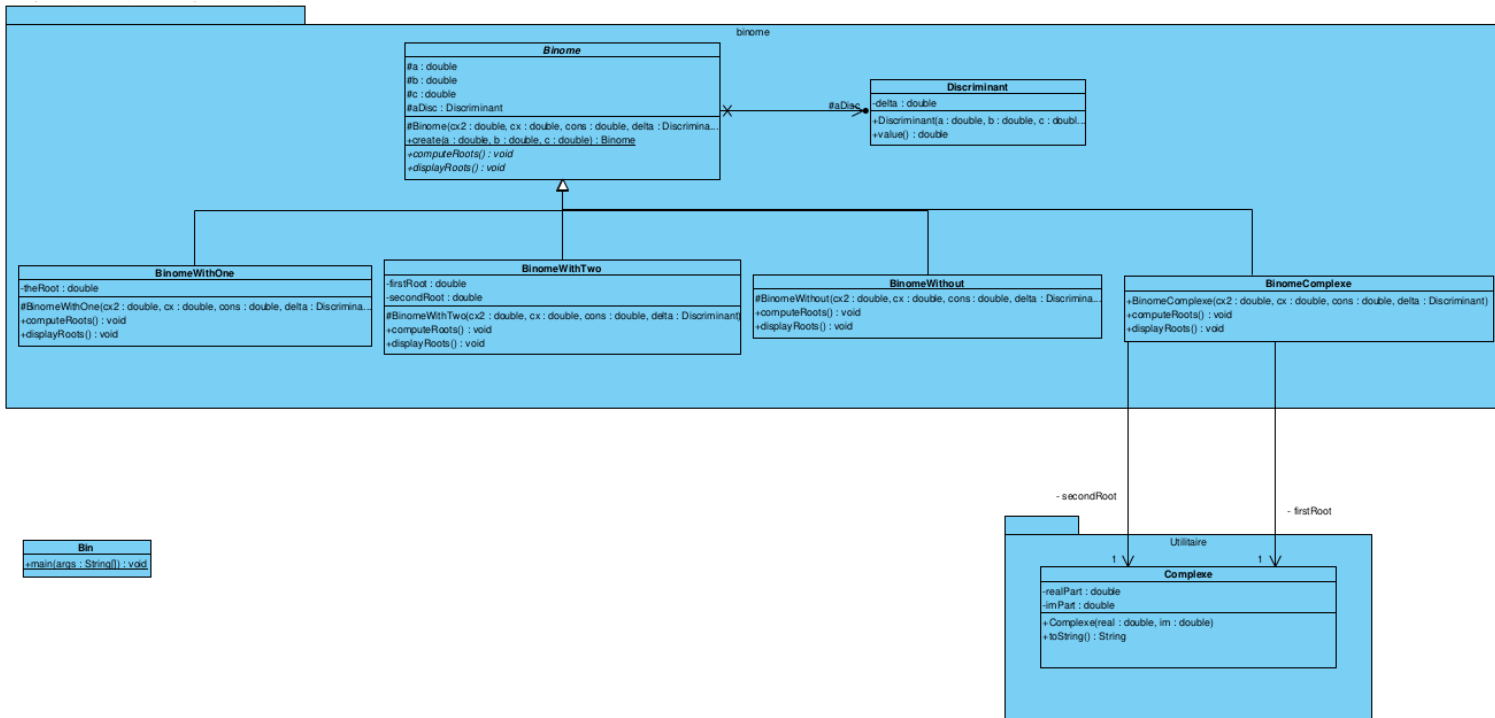 binome
Binome
#a : double
#b : double
#c : double
#aDisc : Discriminant
#Binome(cx2 : double, cx : double, cons : double, delta : Discrimina...
+create(a : double, b : double, c : double) : Binome
+computeRoots() : void
+displayRoots() : void
#aDisc
Discriminant
-delta : double
+Discriminant(a : double, b : double, c : doubl...
+value() : double
BinomeWithOne
-theRoot : double
#BinomeWithOne(cx2 : double, cx : double, cons : double, delta : Discrimina...
+computeRoots() : void
+displayRoots() : void
BinomeWithTwo
-firstRoot : double
-secondRoot : double
#BinomeWithTwo(cx2 : double, cx : double, cons : double, delta : Discriminant)
+computeRoots() : void
+displayRoots() : void
BinomeWithout
#BinomeWithout(cx2 : double, cx : double, cons : double, delta : Discrimina...
+computeRoots() : void
+displayRoots() : void
BinomeComplexe
+BinomeComplexe(cx2 : double, cx : double, cons : double, delta : Discriminant)
+computeRoots() : void
+displayRoots() : void
- secondRoot
- firstRoot
Bin
+main(args : String[]) : void
Utilitaire
1
1
Complexe
-realPart : double
-imPart : double
+Complexe(real : double, im : double)
+toString() : String